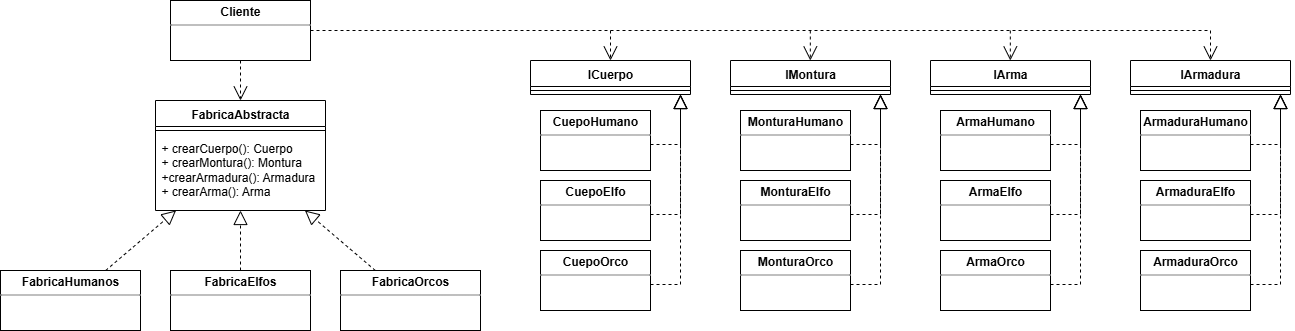 Cliente
ICuerpo
IMontura
IArma
IArmadura
FabricaAbstracta
+ crearCuerpo(): Cuerpo
+ crearMontura(): Montura
+crearArmadura(): Armadura
+ crearArma(): Arma
CuepoHumano
MonturaHumano
ArmaHumano
ArmaduraHumano
CuepoElfo
MonturaElfo
ArmaElfo
ArmaduraElfo
CuepoOrco
MonturaOrco
ArmaOrco
ArmaduraOrco
FabricaHumanos
FabricaElfos
FabricaOrcos